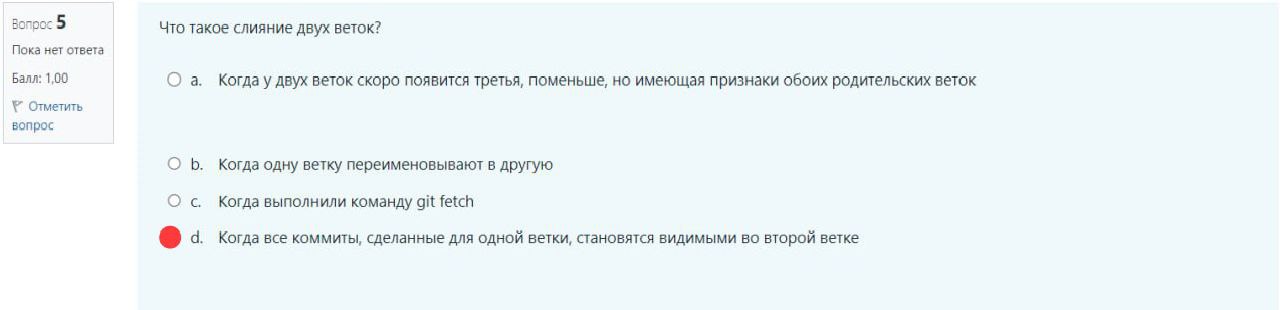 Вопрос 5
Пока нет ответа
Балл: 1,00
Отметить
вопрос
Что такое слияние двух веток?
a. Когда у двух веток скоро появится третья, поменьше, но имеющая признаки обоих родительских веток
b. Когда одну ветку переименовывают в другую
c. Когда выполнили команду git fetch
d. Когда все коммиты, сделанные для одной ветки, становятся видимыми во второй ветке